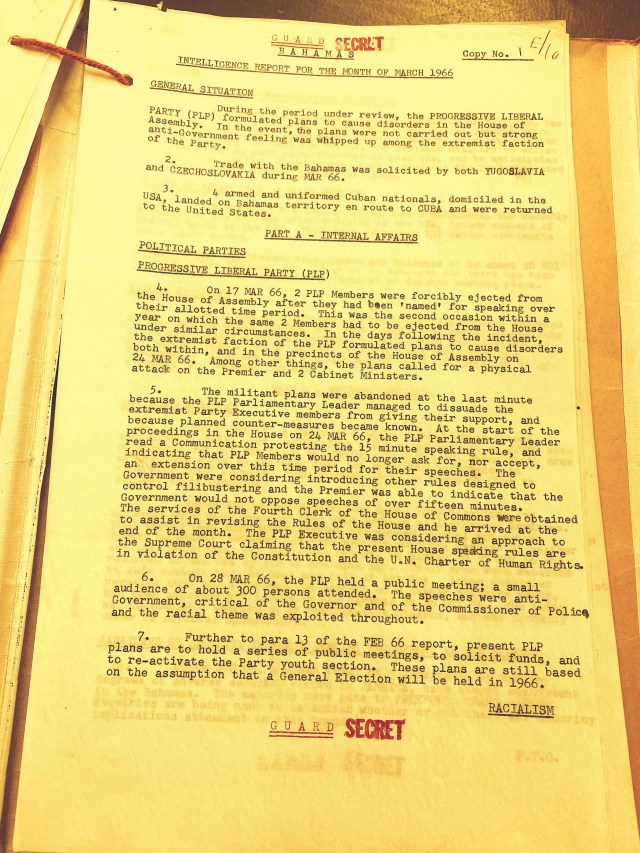 GUARD SECRET
BAHAMAS
Copy No. 1 E/10
INTELLIGENCE REPORT FOR THE MONTH OF MARCH 1966
GENERAL SITUATION
During the period under review, the PROGRESSIVE LIBERAL
PARTY (PLP) formulated plans to cause disorders in the House of
Assembly. In the event, the plans were not carried out but strong
anti-Government feeling was whipped up among the extremist faction
of the Party.
2. Trade with the Bahamas was solicited by both YUGOSLAVIA
and CZECHOSLOVAKIA during MAR 66.
3. 4 armed and uniformed Cuban nationals, domiciled in the
USA, landed on Bahamas territory en route to CUBA and were returned
to the United States.
PART A - INTERNAL AFFAIRS
POLITICAL PARTIES
PROGRESSIVE LIBERAL PARTY (PLP)
4. On 17 MAR 66, 2 PLP Members were forcibly ejected from
the House of Assembly after they had been 'named' for speaking over
their allotted time period. This was the second occasion within a
year on which the same 2 Members had to be ejected from the House
under similar circumstances. In the days following the incident,
the extremist faction of the PLP formulated plans to cause disorders
both within, and in the precincts of the House of Assembly on
24 MAR 66. Among other things, the plans called for a physical
attack on the Premier and 2 Cabinet Ministers.
5. The militant plans were abandoned at the last minute
because the PLP Parliamentary Leader managed to dissuade the
extremist Party Executive members from giving their support, and
because planned counter-measures became known. At the start of the
proceedings in the House on 24 MAR 66, the PLP Parliamentary Leader
read a Communication protesting the 15 minute speaking rule, and
indicating that PLP Members would no longer ask for, nor accept,
an extension over this time period for their speeches. The
Government were considering introducing other rules designed to
control filibustering and the Premier was able to indicate that the
Government would not oppose speeches of over fifteen minutes.
The services of the Fourth Clerk of the House of Commons were obtained
to assist in revising the Rules of the House and he arrived at the
end of the month. The PLP Executive was considering an approach to
the Supreme Court claiming that the present House speaking rules are
in violation of the Constitution and the U.N. Charter of Human Rights.
6. On 28 MAR 66, the PLP held a public meeting; a small
audience of about 300 persons attended. The speeches were anti-
Government, critical of the Governor and of the Commissioner of Police,
and the racial theme was exploited throughout.
7. Further to para 13 of the FEB 66 report, present PLP
plans are to hold a series of public meetings, to solicit funds, and
to re-activate the Party youth section. These plans are still based
on the assumption that a General Election will be held in 1966.
RACIALISM
GUARD SECRET